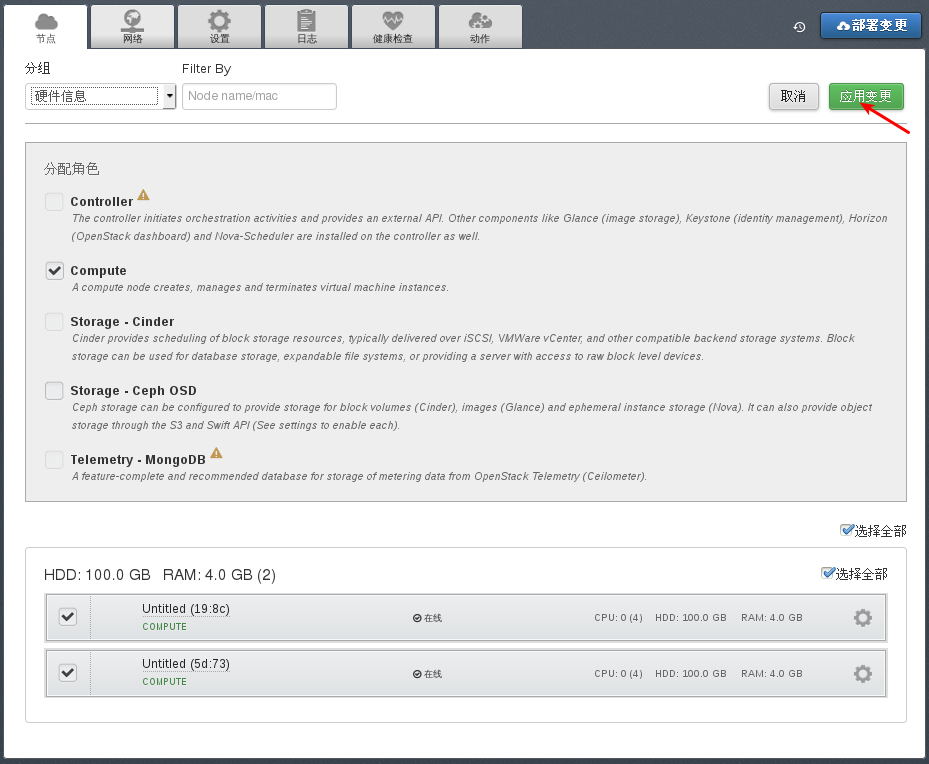 节点
网络
设置
日志
健康检查
动作
部署变更
分组
Filter By
硬件信息
Node name/mac
取消
应用变更
分配角色
Controller
The controller initiates orchestration activities and provides an external API. Other components like Glance (image storage), Keystone (identity management), Horizon
(OpenStack dashboard) and Nova-Scheduler are installed on the controller as well.
Compute
A compute node creates, manages and terminates virtual machine instances.
Storage - Cinder
Cinder provides scheduling of block storage resources, typically delivered over iSCSI, VMWare vCenter, and other compatible backend storage systems. Block
storage can be used for database storage, expandable file systems, or providing a server with access to raw block level devices.
Storage - Ceph OSD
Ceph storage can be configured to provide storage for block volumes (Cinder), images (Glance) and ephemeral instance storage (Nova). It can also provide object
storage through the S3 and Swift API (See settings to enable each).
Telemetry - MongoDB
A feature-complete and recommended database for storage of metering data from OpenStack Telemetry (Ceilometer).
选择全部
HDD: 100.0 GB RAM: 4.0 GB (2)
选择全部
Untitled (19:8c)
COMPUTE
在线
CPU: 0 (4) HDD: 100.0 GB RAM: 4.0 GB
Untitled (5d:73)
COMPUTE
在线
CPU: 0 (4) HDD: 100.0 GB RAM: 4.0 GB